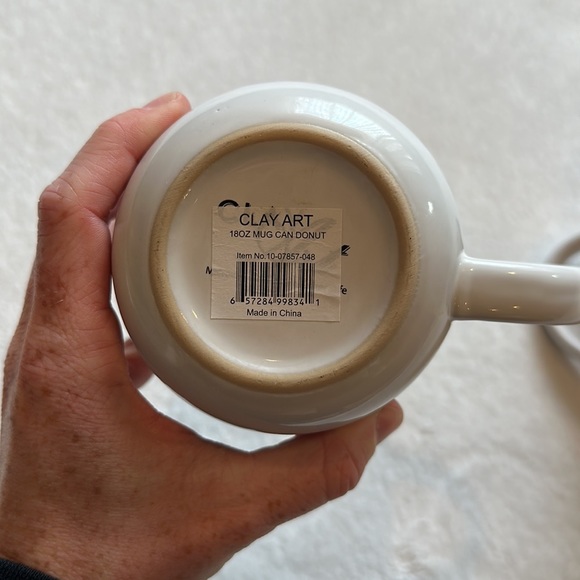 CLAY ART
18OZ MUG CAN DONUT
Item No:10-07857-048
6 57284 99834 1
Made in China